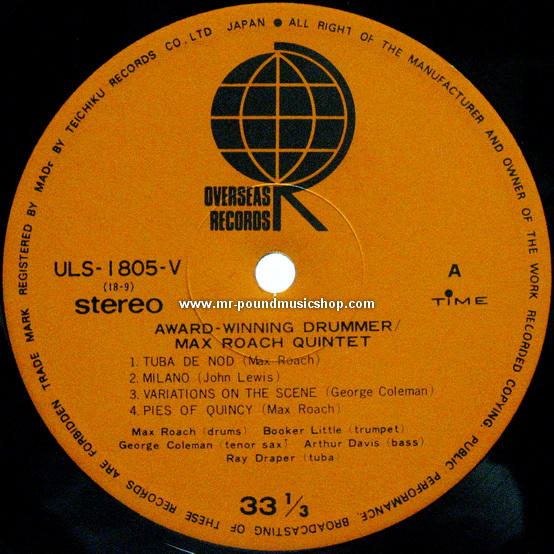 TRADE MARK REGISTERED BY MADE BY TEICHIKU RECORDS CO., LTD JAPAN ● ALL RIGHT OF THE MANUFACTURER AND OWNER OF THE WORK RECORDED COPYING, PUBLIC PERFORMANCE, BROADCASTING OF THESE RECORDS ARE FORBIDDEN
OVERSEAS
RECORDS
ULS-1805-V
(18-9)
stereo
A
TIME
www.mr-poundmusicshop.com
AWARD-WINNING DRUMMER/
MAX ROACH QUINTET
1. TUBA DE NOD (Max Roach)
2. MILANO (John Lewis)
3. VARIATIONS ON THE SCENE (George Coleman)
4. PIES OF QUINCY (Max Roach)
Max Roach (drums) Booker Little (trumpet)
George Coleman (tenor sax) Arthur Davis (bass)
Ray Draper (tuba)
33 1/3